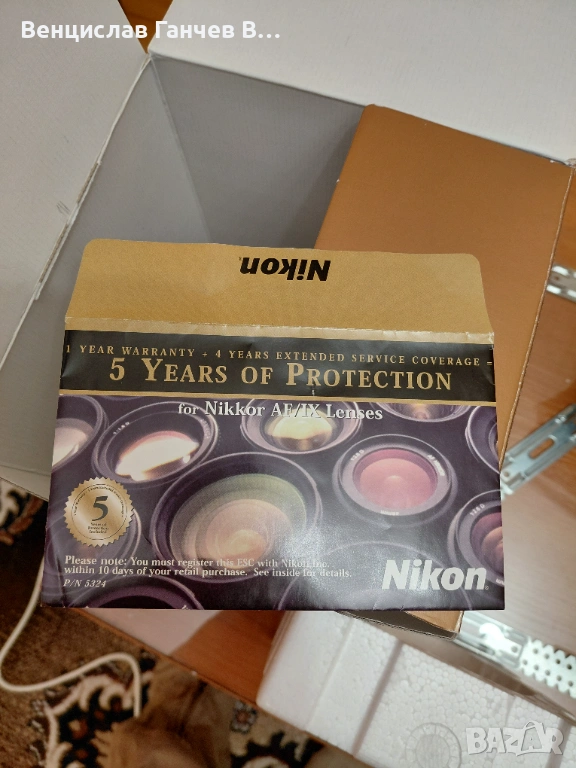 Венцислав Ганчев В...
Nikon
1 YEAR WARRANTY + 4 YEARS EXTENDED SERVICE COVERAGE =
5 YEARS OF PROTECTION
for Nikkor AF/IX Lenses
5
Please note: You must register this ESC with Nikon Inc.
within 10 days of your retail purchase. See inside for details.
P/N 5324
Nikon
BAZAR